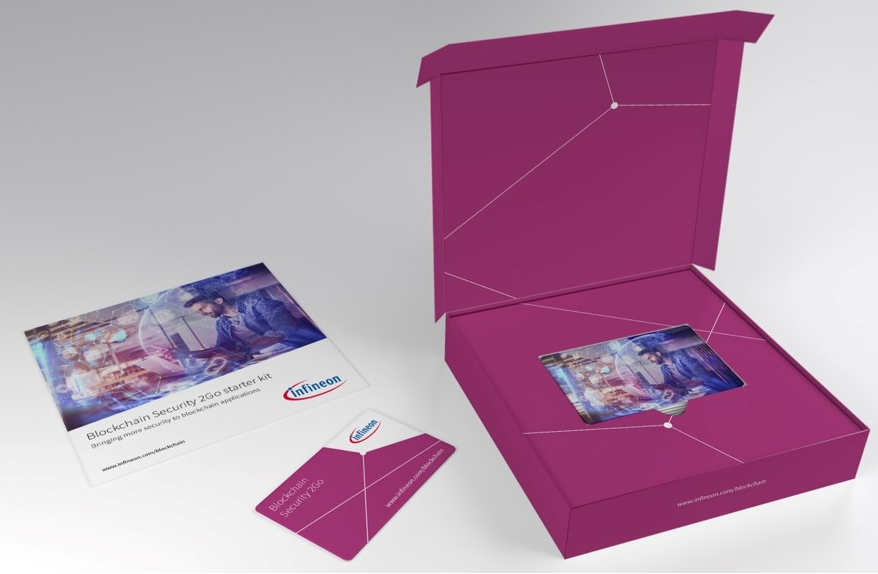 Blockchain Security 2Go starter kit
Bringing more security to blockchain applications
www.infineon.com/blockchain
infineon
infineon
Blockchain
Security 2Go
www.infineon.com/blockchain
www.infineon.com/blockchain